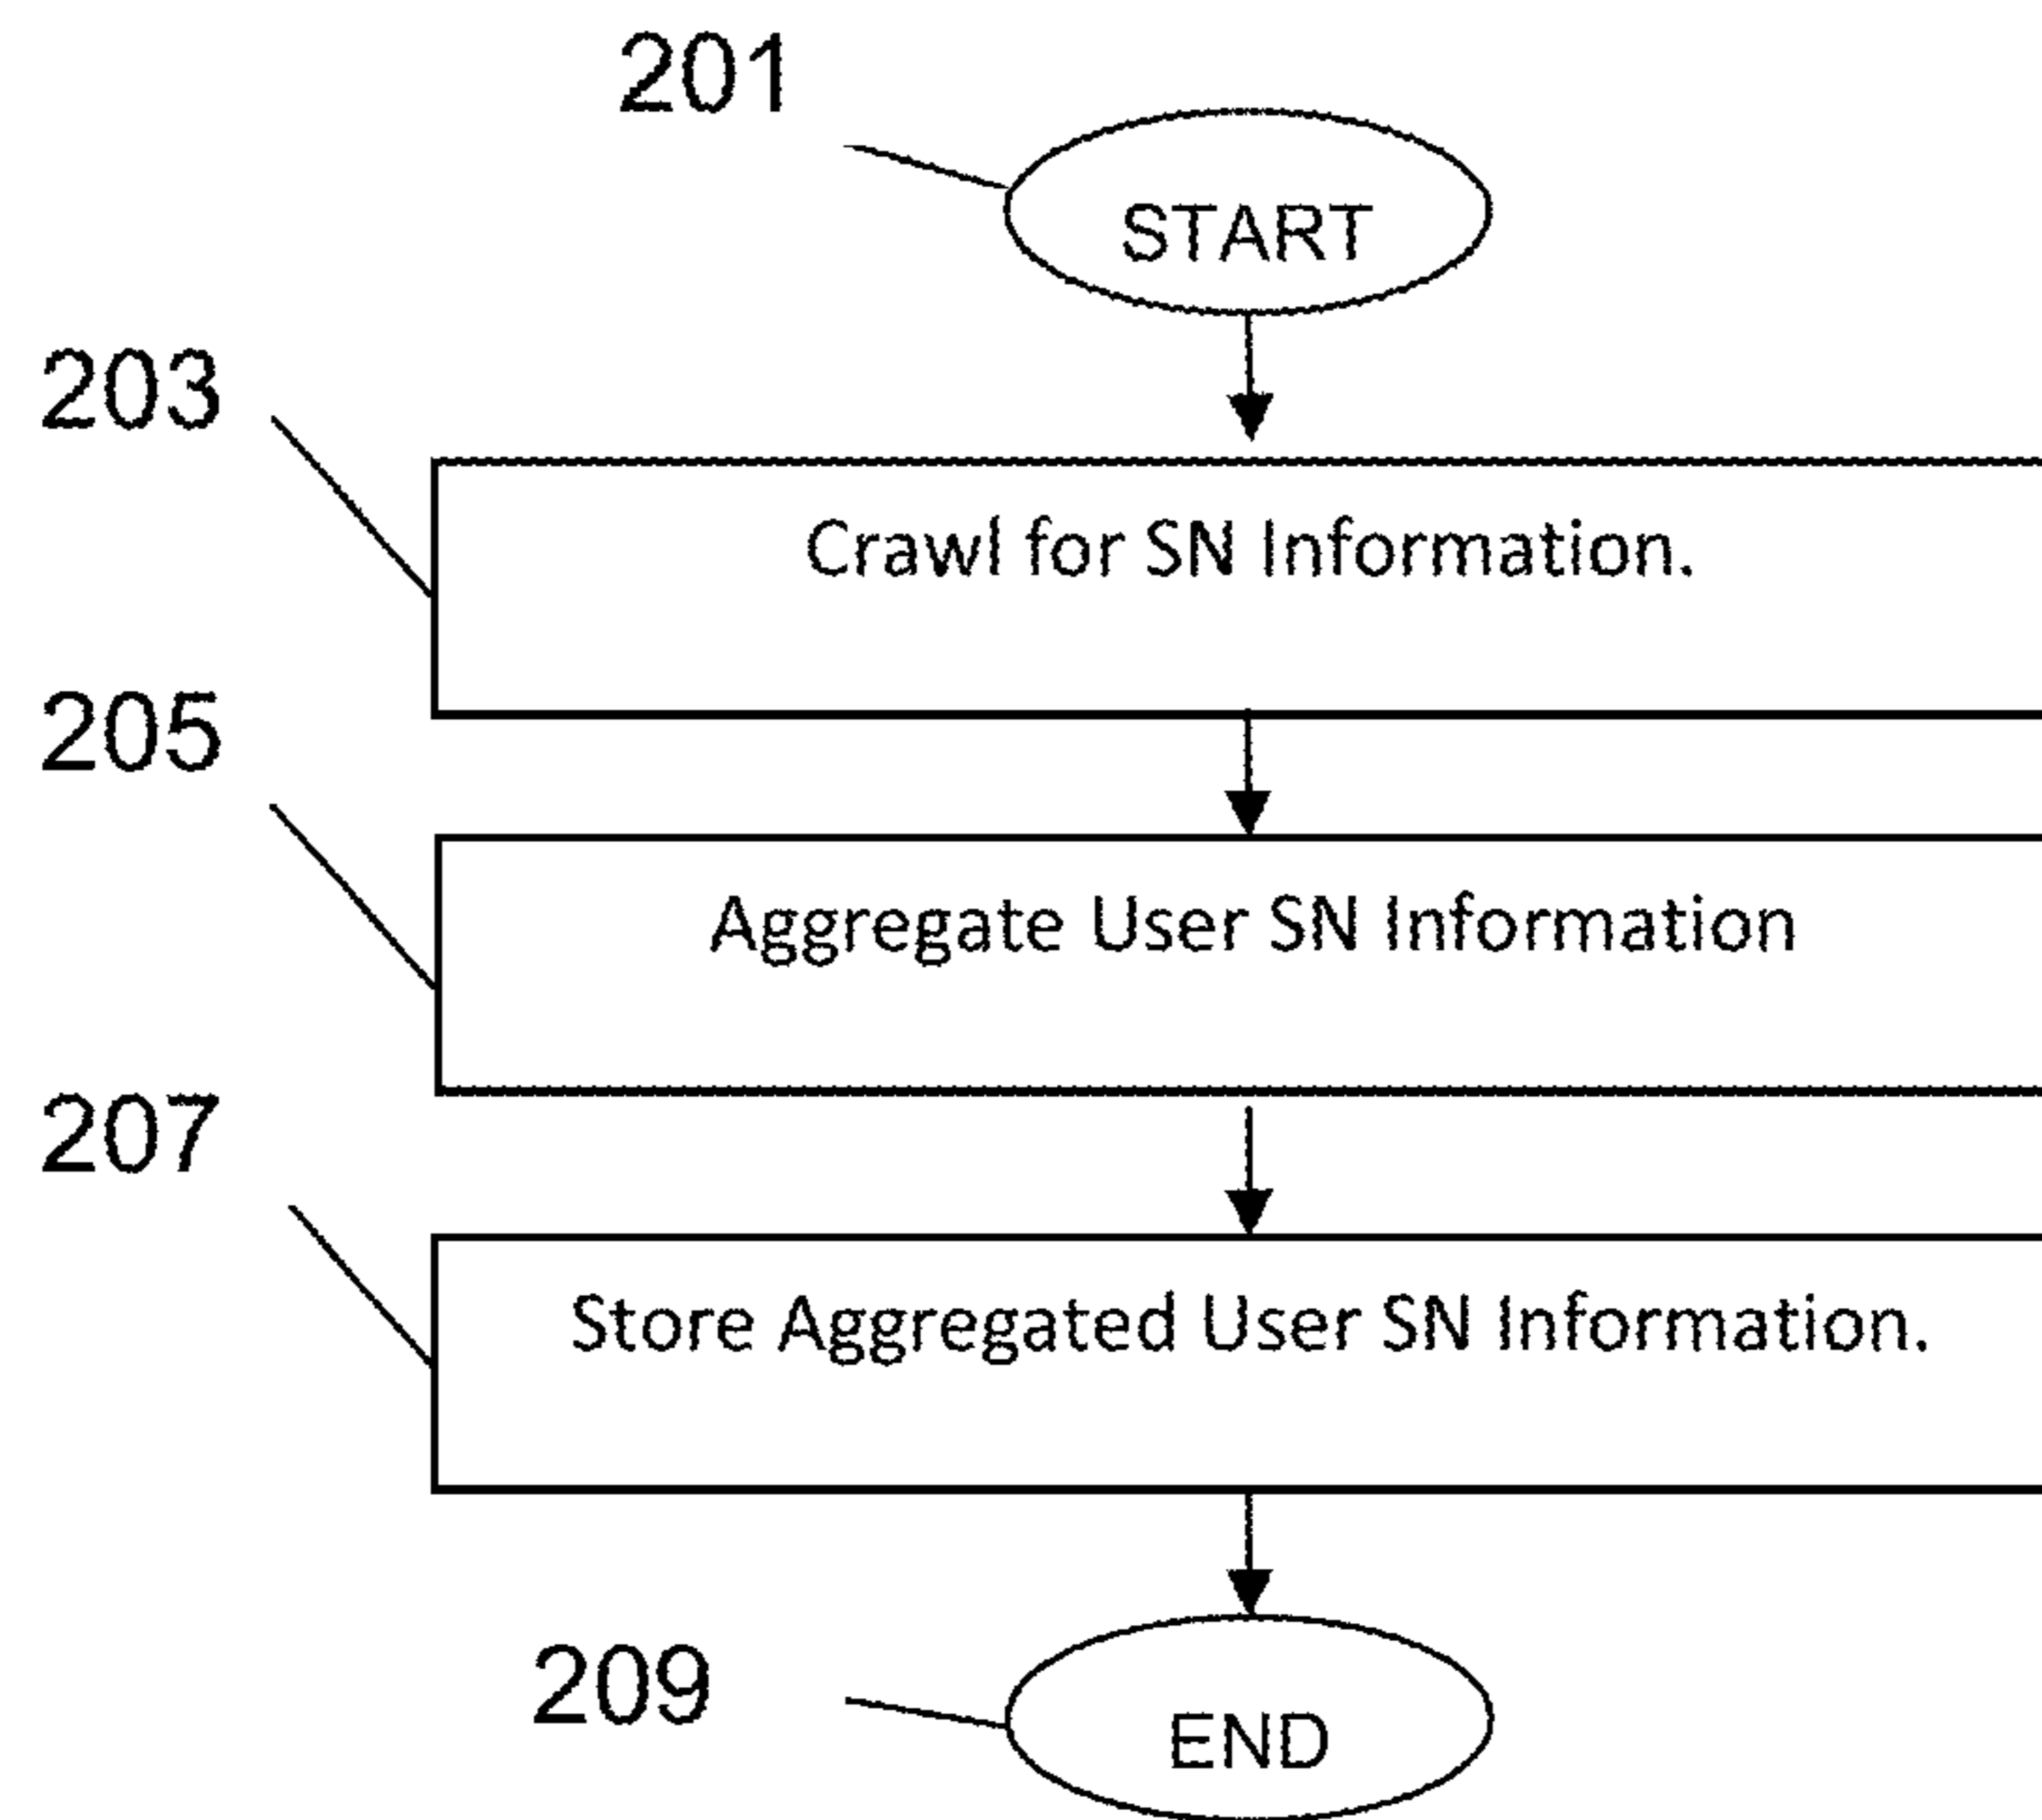 201
START
203
Crawl for SN Information.
205
Aggregate User SN Information
207
Store Aggregated User SN Information.
209
END